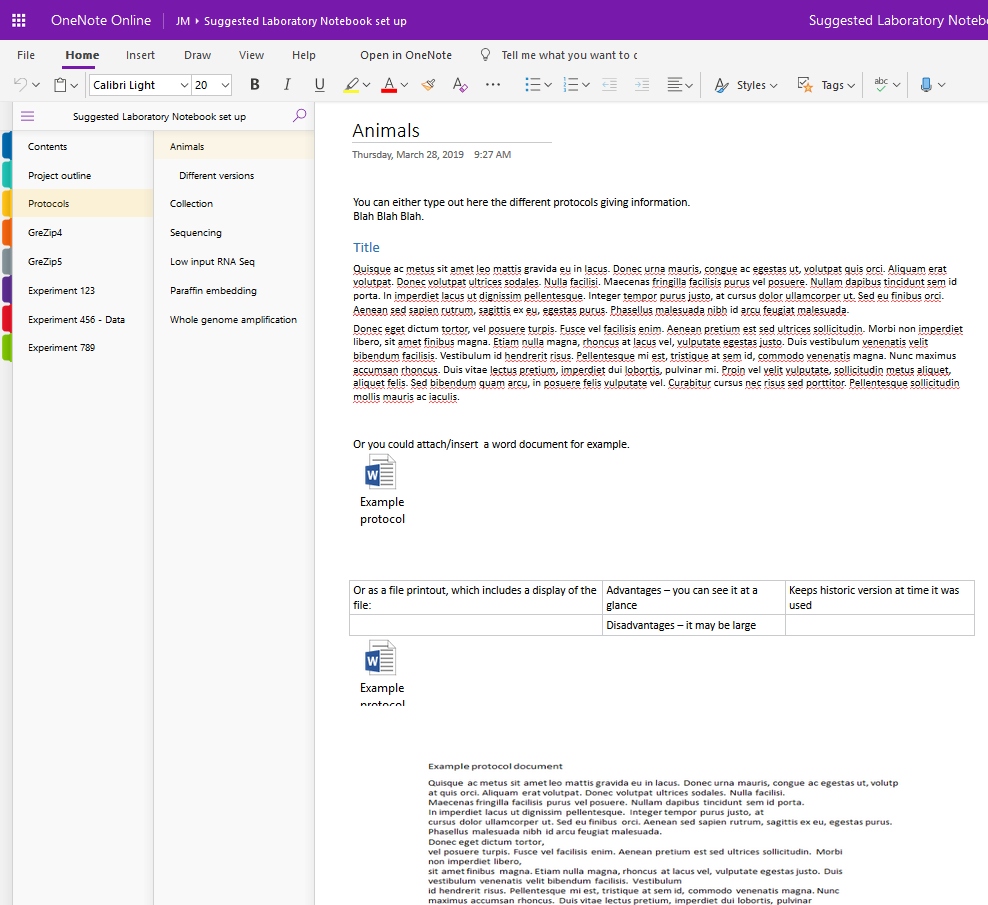 OneNote Online
JM ▸ Suggested Laboratory Notebook set up
Suggested Laboratory Noteb
File Home Insert Draw View Help Open in OneNote Tell me what you want to c
Calibri Light 20 B I U A A ... Styles Tags abc
Suggested Laboratory Notebook set up
Contents
Project outline
Protocols
GreZip4
GreZip5
Experiment 123
Experiment 456 - Data
Experiment 789
Animals
Different versions
Collection
Sequencing
Low input RNA Seq
Paraffin embedding
Whole genome amplification
Animals
Thursday, March 28, 2019 9:27 AM
You can either type out here the different protocols giving information.
Blah Blah Blah.
Title
Quisque ac metus sit amet leo mattis gravida eu in lacus. Donec urna mauris, congue ac egestas ut, volutpat quis orci. Aliquam erat
volutpat. Donec volutpat ultrices sodales. Nulla facilisi. Maecenas fringilla facilisis purus vel posuere. Nullam dapibus tincidunt sem id
porta. In imperdiet lacus ut dignissim pellentesque. Integer tempor purus justo, at cursus dolor ullamcorper ut. Sed eu finibus orci.
Aenean sed sapien rutrum, sagittis ex eu, egestas purus. Phasellus malesuada nibh id arcu feugiat malesuada.
Donec eget dictum tortor, vel posuere turpis. Fusce vel facilisis enim. Aenean pretium est sed ultrices sollicitudin. Morbi non imperdiet
libero, sit amet finibus magna. Etiam nulla magna, rhoncus at lacus vel, vulputate egestas justo. Duis vestibulum venenatis velit
bibendum facilisis. Vestibulum id hendrerit risus. Pellentesque mi est, tristique at sem id, commodo venenatis magna. Nunc maximus
accumsan rhoncus. Duis vitae lectus pretium, imperdiet dui lobortis, pulvinar mi. Proin vel velit vulputate, sollicitudin metus aliquet,
aliquet felis. Sed bibendum quam arcu, in posuere felis vulputate vel. Curabitur cursus nec risus sed porttitor. Pellentesque sollicitudin
mollis mauris ac iaculis.
Or you could attach/insert a word document for example.
W
Example
protocol
Or as a file printout, which includes a display of the
file:
Advantages – you can see it at a
glance
Keeps historic version at time it was
used
Disadvantages – it may be large
W
Example
protocol
Example protocol document
Quisque ac metus sit amet leo mattis gravida eu in lacus. Donec urna mauris, congue ac egestas ut, volutp
at quis orci. Aliquam erat volutpat. Donec volutpat ultrices sodales. Nulla facilisi.
Maecenas fringilla facilisis purus vel posuere. Nullam dapibus tincidunt sem id porta.
In imperdiet lacus ut dignissim pellentesque. Integer tempor purus justo, at
cursus dolor ullamcorper ut. Sed eu finibus orci. Aenean sed sapien rutrum, sagittis ex eu, egestas purus.
Phasellus malesuada nibh id arcu feugiat malesuada.
Donec eget dictum tortor,
vel posuere turpis. Fusce vel facilisis enim. Aenean pretium est sed ultrices sollicitudin. Morbi
non imperdiet libero,
sit amet finibus magna. Etiam nulla magna, rhoncus at lacus vel, vulputate egestas justo. Duis
vestibulum venenatis velit bibendum facilisis. Vestibulum
id hendrerit risus. Pellentesque mi est, tristique at sem id, commodo venenatis magna. Nunc
maximus accumsan rhoncus. Duis vitae lectus pretium, imperdiet dui lobortis, pulvinar